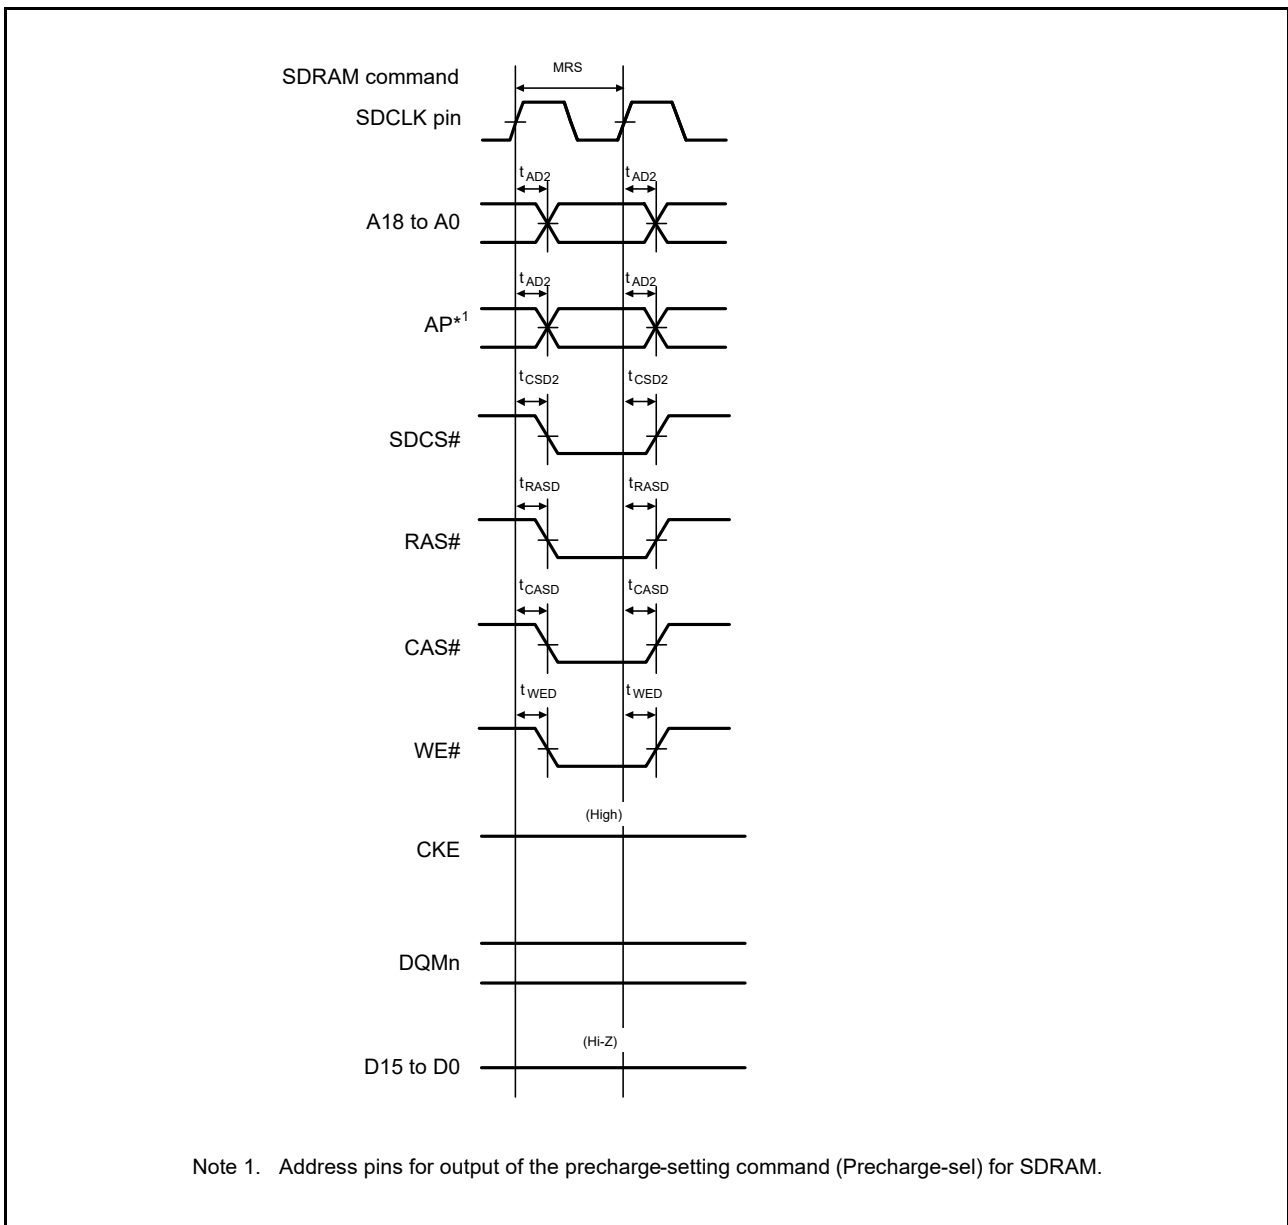 MRS
SDRAM command
SDCLK pin
tAD2 tAD2
A18 to A0
tAD2 tAD2
AP*1
tCSD2 tCSD2
SDCS#
tRASD tRASD
RAS#
tCASD tCASD
CAS#
tWED tWED
WE#
(High)
CKE
DQMn
(Hi-Z)
D15 to D0
Note 1. Address pins for output of the precharge-setting command (Precharge-sel) for SDRAM.